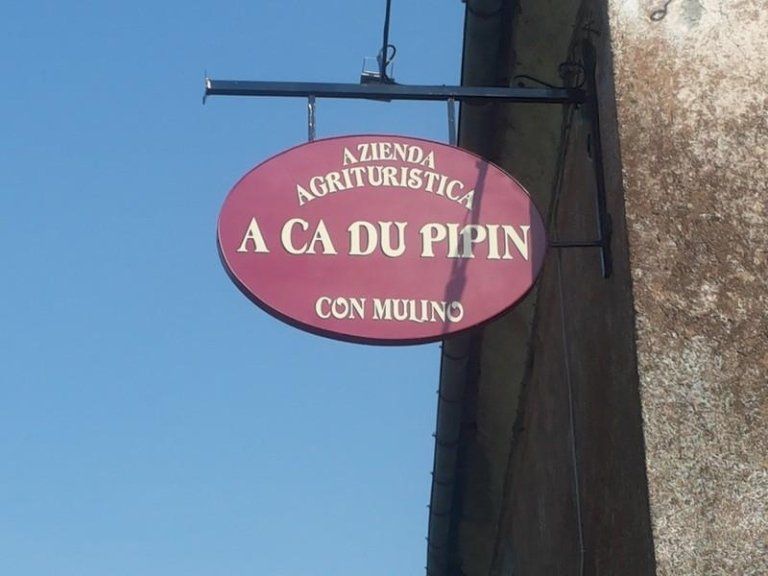 AZIENDA
AGRITURISTICA
A CA DU PIPIN
CON MULINO